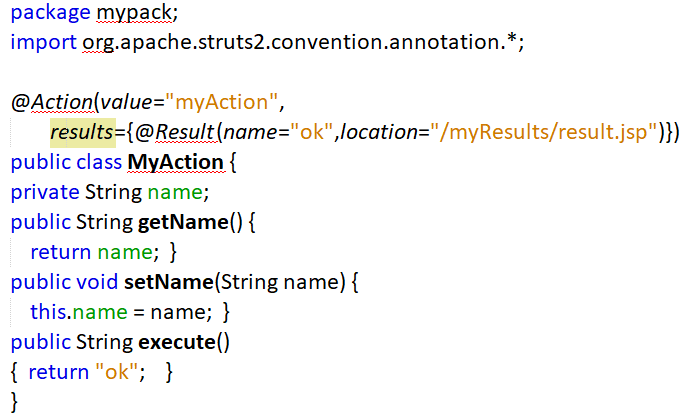 package mypack;
import org.apache.struts2.convention.annotation.*;
@Action(value="myAction",
results={@Result(name="ok",location="/myResults/result.jsp")})
public class MyAction {
private String name;
public String getName() {
return name;  }
public void setName(String name) {
this.name = name;  }
public String execute()
{  return "ok";    }
}